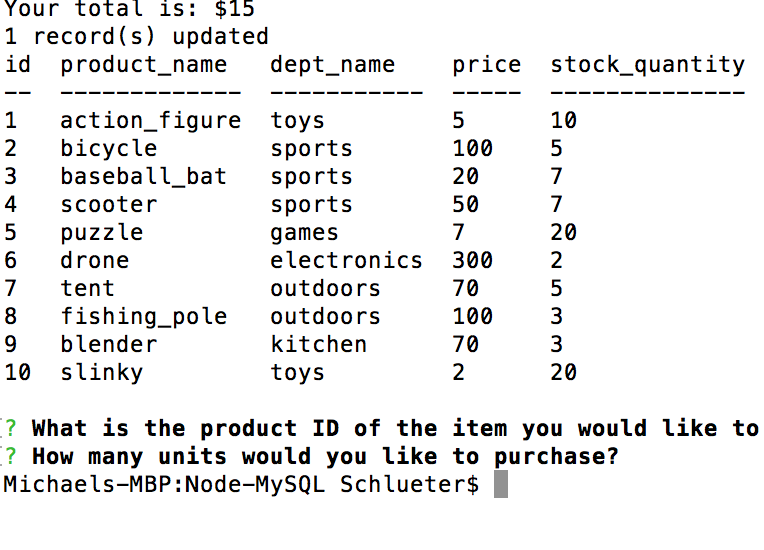 Your total is: $15
1 record(s) updated
id  product_name   dept_name    price  stock_quantity
--  -------------  -----------  -----  --------------
1   action_figure  toys         5      10
2   bicycle        sports       100    5
3   baseball_bat   sports       20     7
4   scooter        sports       50     7
5   puzzle         games        7      20
6   drone          electronics  300    2
7   tent           outdoors     70     5
8   fishing_pole   outdoors     100    3
9   blender        kitchen      70     3
10  slinky         toys         2      20
? What is the product ID of the item you would like to
? How many units would you like to purchase?
Michaels-MBP:Node-MySQL Schlueter$